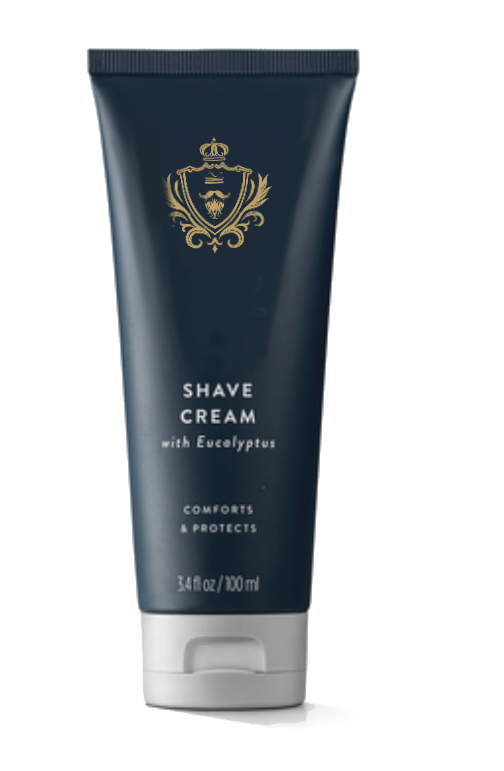 SHAVE
CREAM
with Eucalyptus
COMFORTS
& PROTECTS
3.4 fl oz / 100 ml